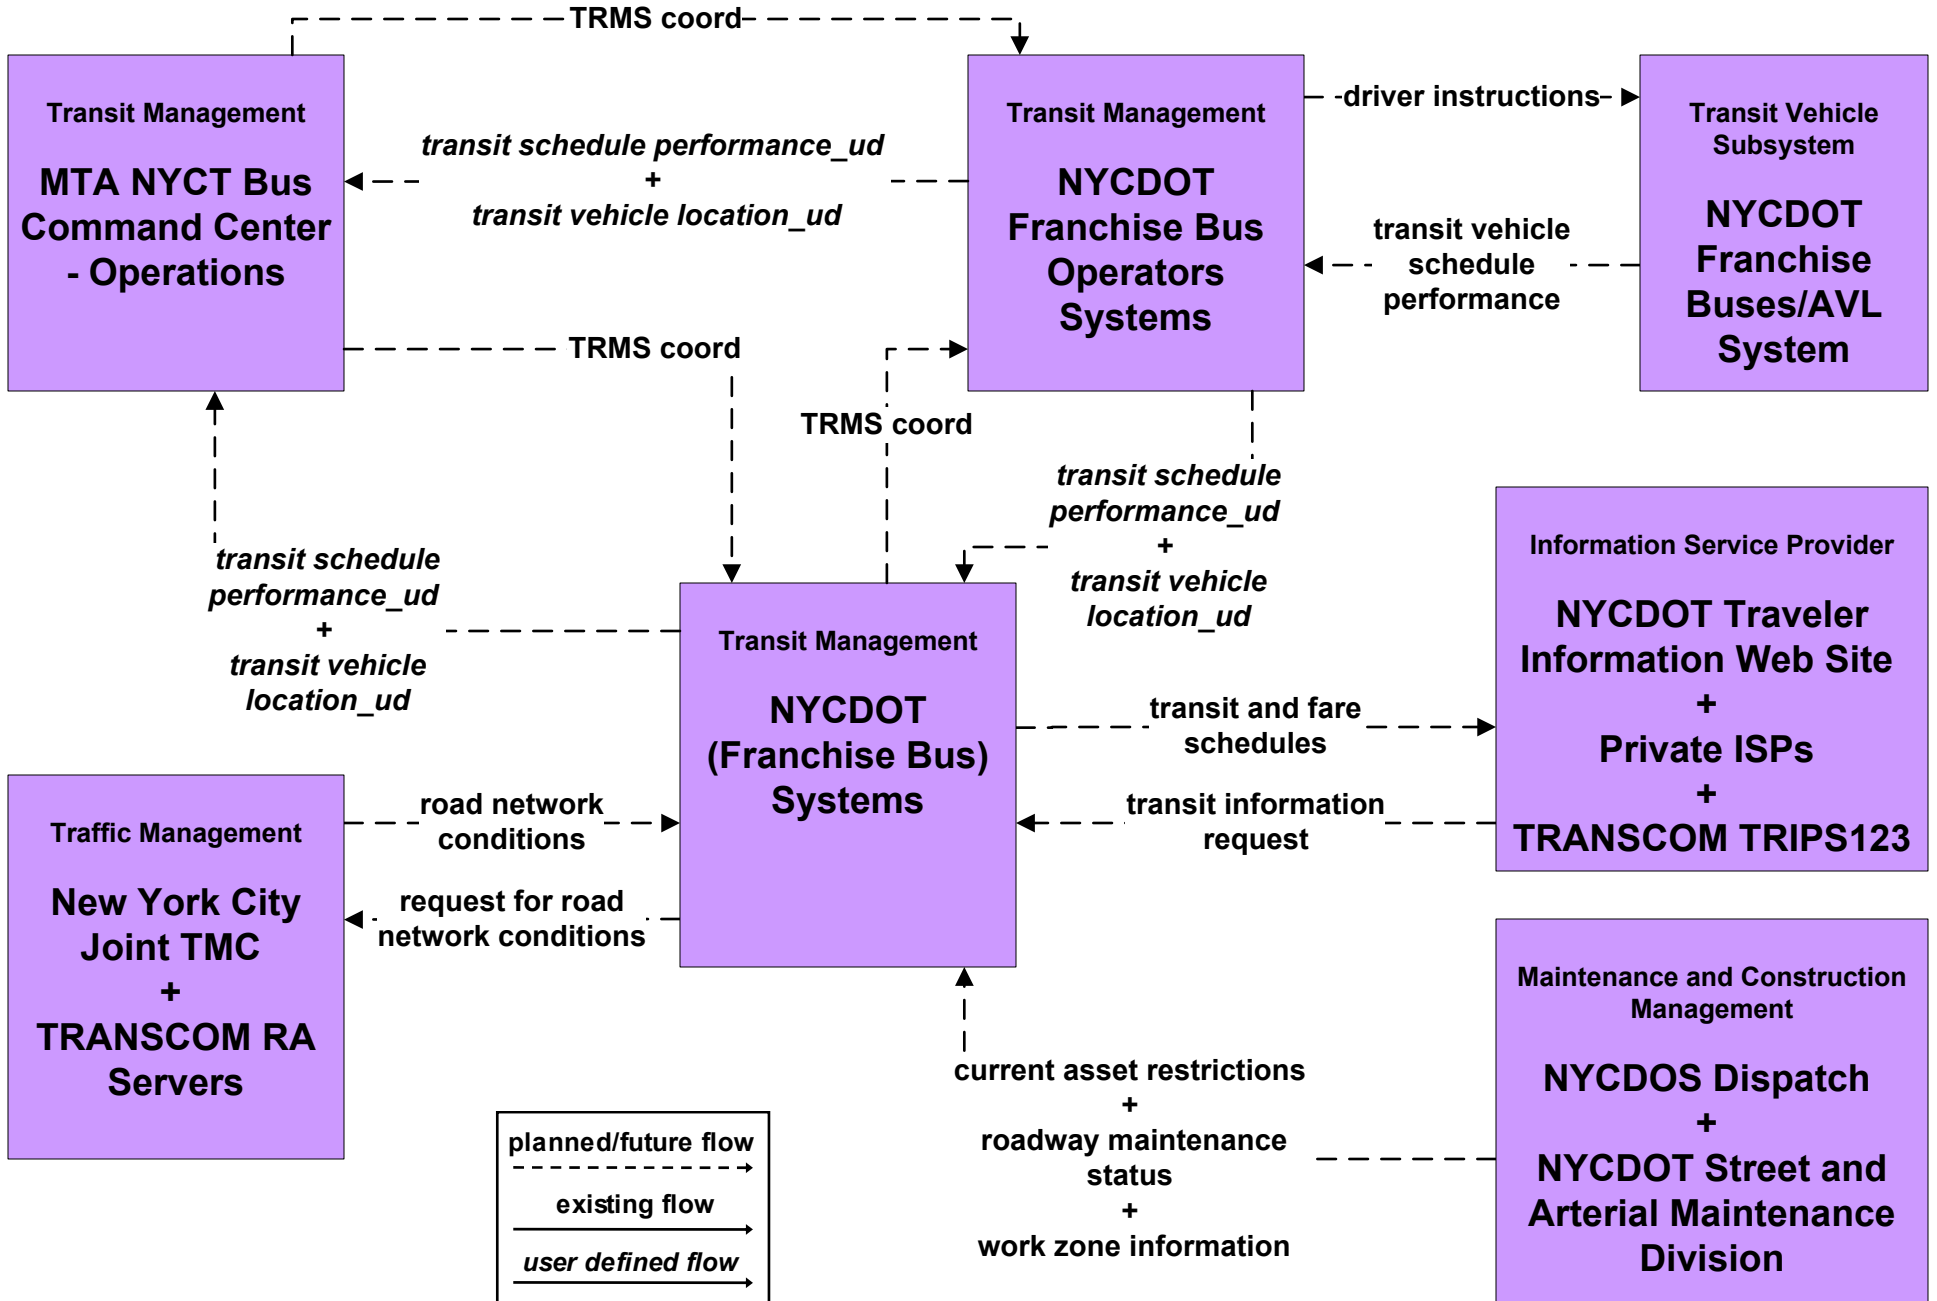 TRMS coord
Transit Management
MTA NYCT Bus
Command Center
- Operations
transit schedule performance_ud
+
transit vehicle location_ud
Transit Management
NYCDOT
Franchise Bus
Operators
Systems
driver instructions
transit vehicle
schedule
performance
Transit Vehicle
Subsystem
NYCDOT
Franchise
Buses/AVL
System
TRMS coord
TRMS coord
transit schedule
performance_ud
+
transit vehicle
location_ud
transit schedule
performance_ud
+
transit vehicle
location_ud
Transit Management
NYCDOT
(Franchise Bus)
Systems
Information Service Provider
NYCDOT Traveler
Information Web Site
+
Private ISPs
+
TRANSCOM TRIPS123
transit and fare
schedules
transit information
request
Traffic Management
New York City
Joint TMC
+
TRANSCOM RA
Servers
road network
conditions
request for road
network conditions
Maintenance and Construction
Management
NYCDOS Dispatch
+
NYCDOT Street and
Arterial Maintenance
Division
current asset restrictions
+
roadway maintenance
status
+
work zone information
planned/future flow
existing flow
user defined flow